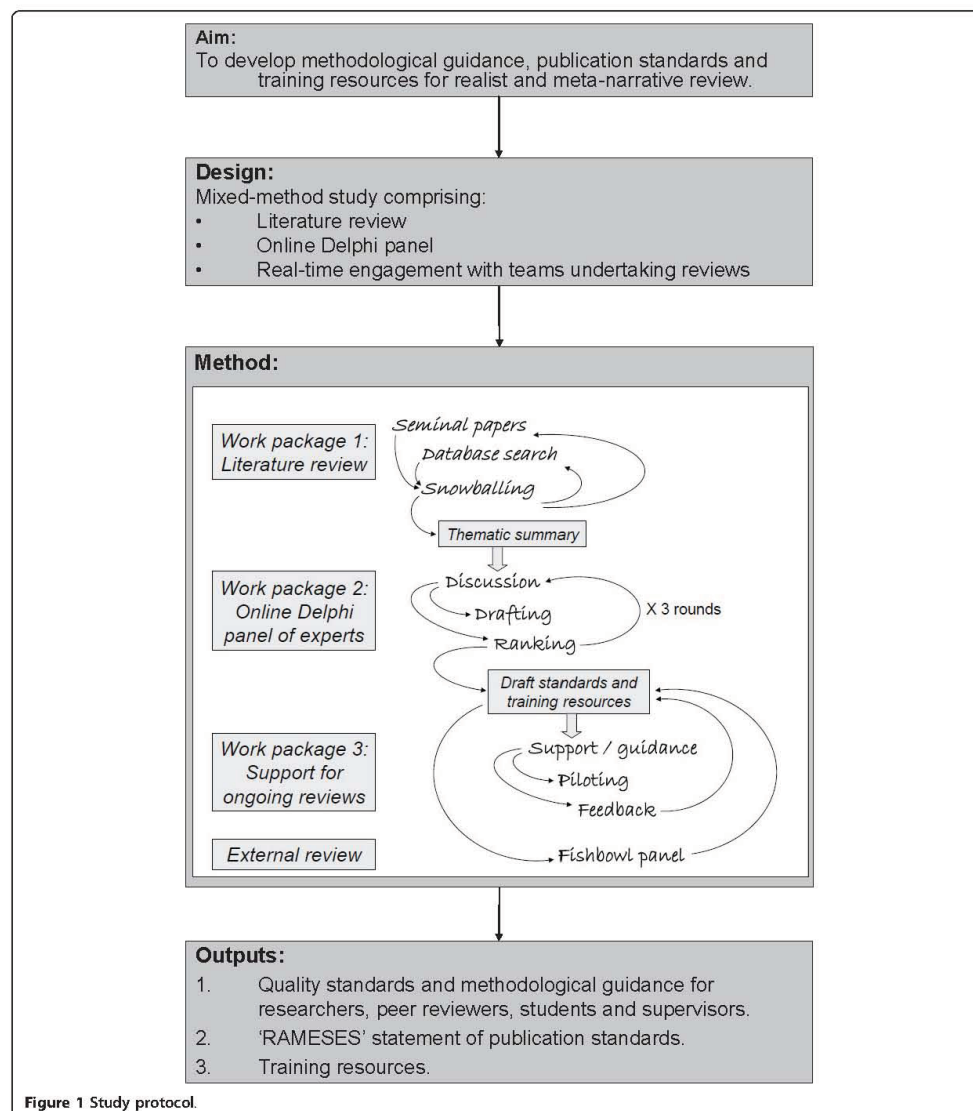 Aim:
To develop methodological guidance, publication standards and
training resources for realist and meta-narrative review.
Design:
Mixed-method study comprising:
• Literature review
• Online Delphi panel
• Real-time engagement with teams undertaking reviews
Method:
Work package 1:
Literature review
Seminal papers
Database search
Snowballing
Thematic summary
Work package 2:
Online Delphi
panel of experts
Discussion
Drafting
Ranking
X 3 rounds
Draft standards and
training resources
Work package 3:
Support for
ongoing reviews
Support / guidance
Piloting
Feedback
External review
Fishbowl panel
Outputs:
1. Quality standards and methodological guidance for
researchers, peer reviewers, students and supervisors.
2. ‘RAMESES’ statement of publication standards.
3. Training resources.
Figure 1 Study protocol.